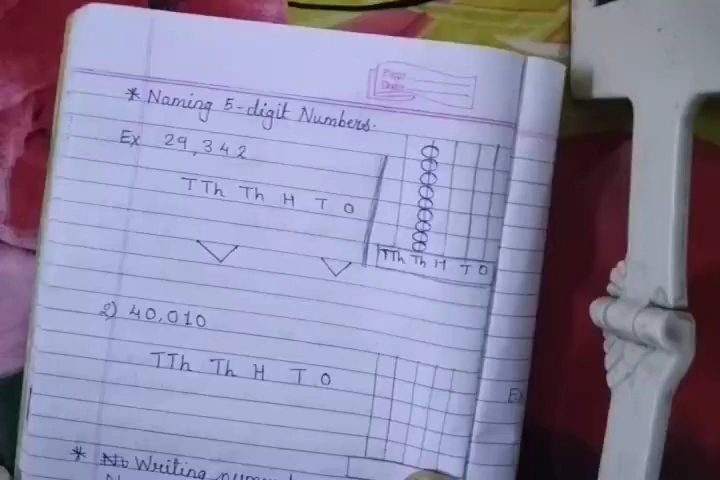 Page
Date
* Naming 5-digit Numbers.
Ex 29,342
TTh Th H T O
TTh Th H T O
2) 40,010
TTh Th H T O
Ex
* Writing